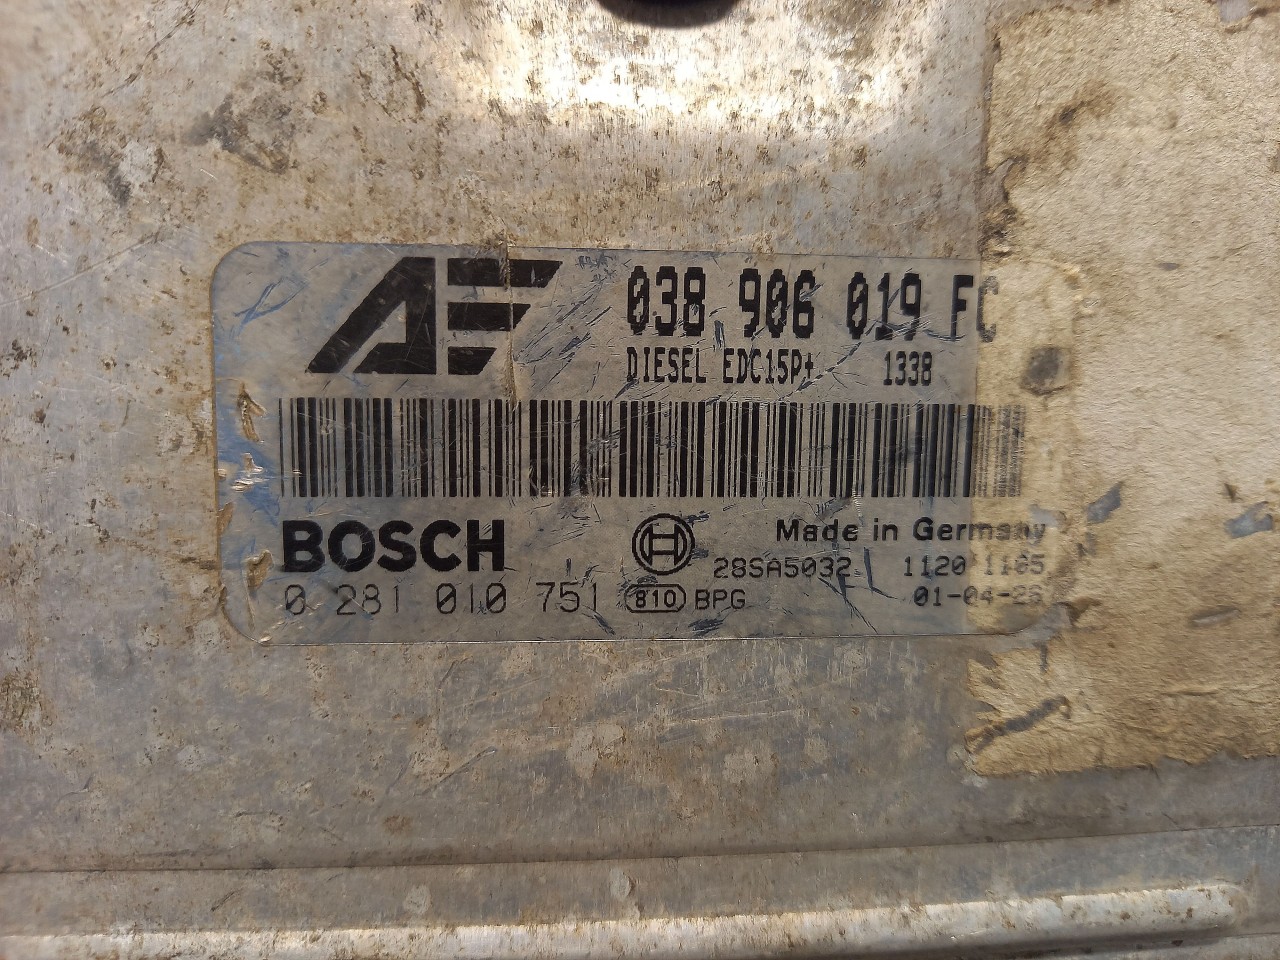 AE 038 906 019 FC
DIESEL EDC15P+ 1338
BOSCH
Made in Germany
28SA5032 1120 1165
0 281 010 751 810 BPG 01-04-26